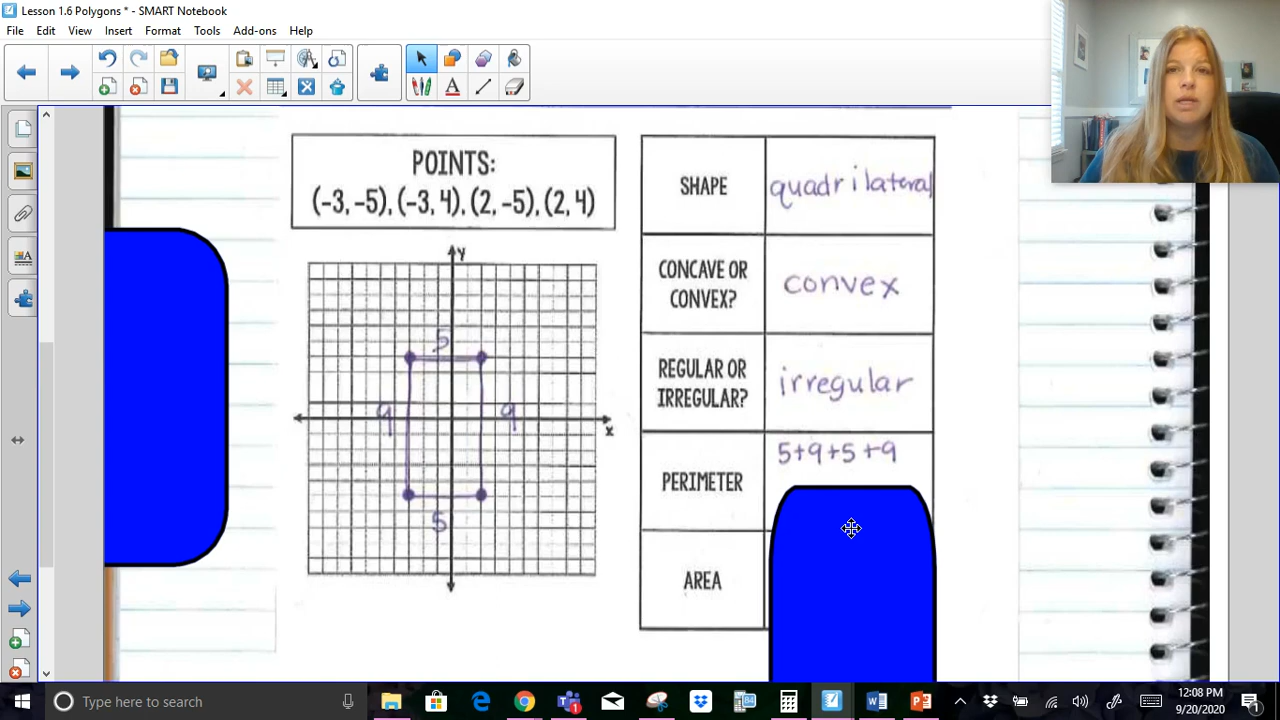 Lesson 1.6 Polygons * - SMART Notebook
File Edit View Insert Format Tools Add-ons Help
POINTS:
(-3, -5), (-3, 4), (2, -5), (2, 4)
y
5
9
9
x
5
SHAPE
quadrilateral
CONCAVE OR
CONVEX?
convex
REGULAR OR
IRREGULAR?
irregular
PERIMETER
5+9+5+9
AREA
Type here to search
12:08 PM
9/20/2020